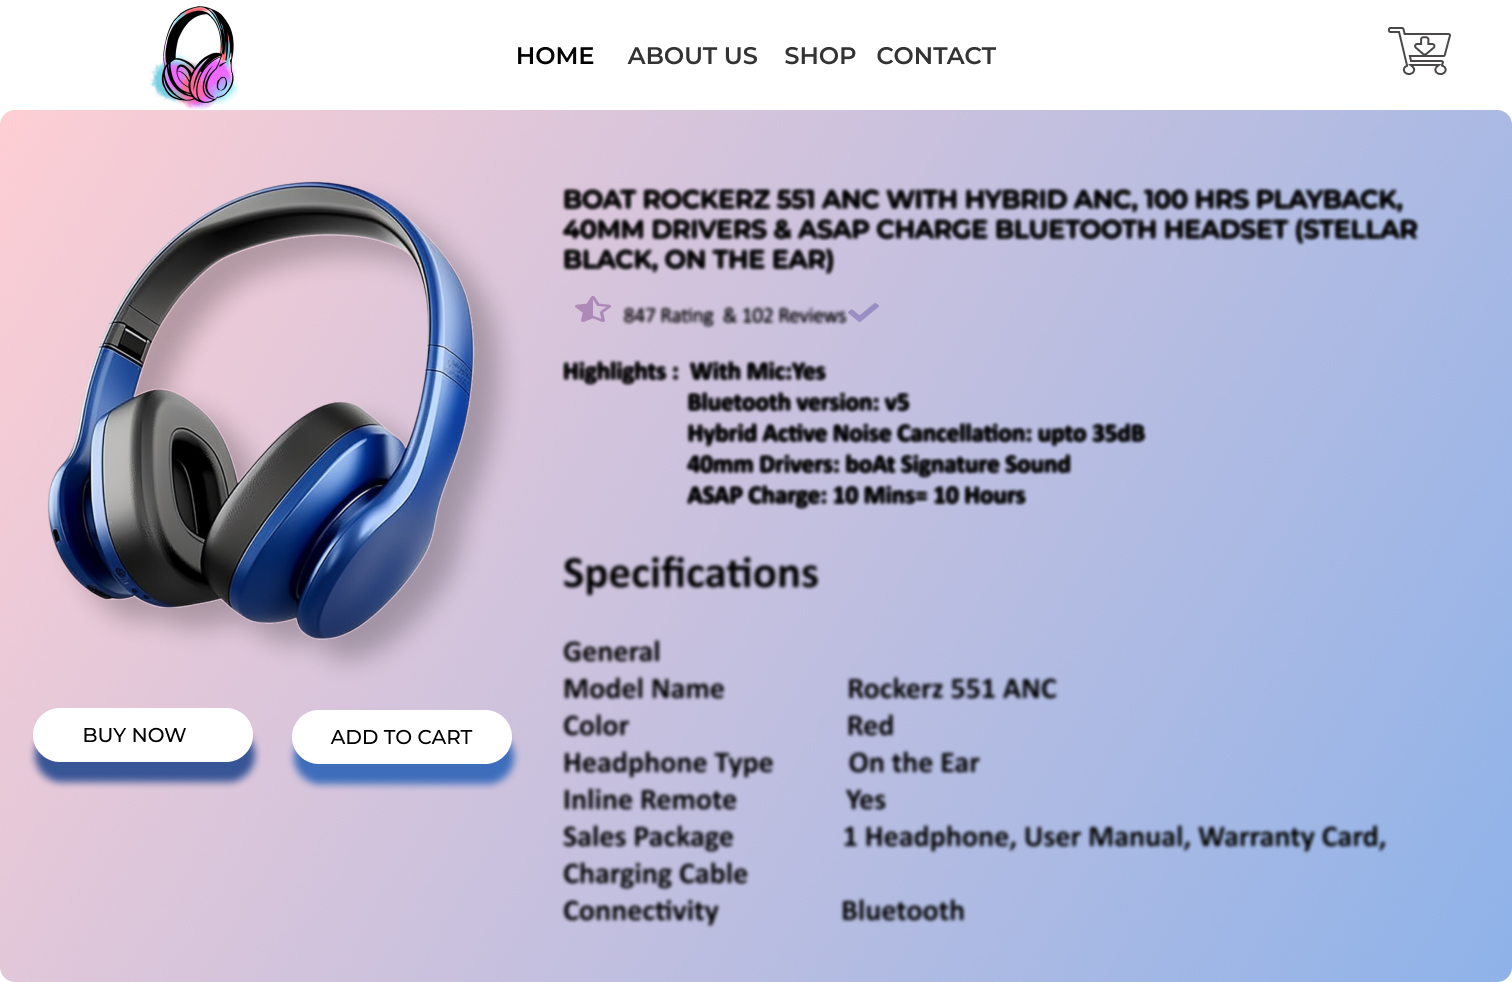 HOME ABOUT US SHOP CONTACT
BOAT ROCKERZ 551 ANC WITH HYBRID ANC, 100 HRS PLAYBACK,
40MM DRIVERS & ASAP CHARGE BLUETOOTH HEADSET (STELLAR
BLACK, ON THE EAR)
847 Rating & 102 Reviews
Highlights : With Mic:Yes
Bluetooth version: v5
Hybrid Active Noise Cancellation: upto 35dB
40mm Drivers: boAt Signature Sound
ASAP Charge: 10 Mins= 10 Hours
Specifications
General
Model Name Rockerz 551 ANC
Color Red
Headphone Type On the Ear
Inline Remote Yes
Sales Package 1 Headphone, User Manual, Warranty Card,
Charging Cable
Connectivity Bluetooth
BUY NOW
ADD TO CART